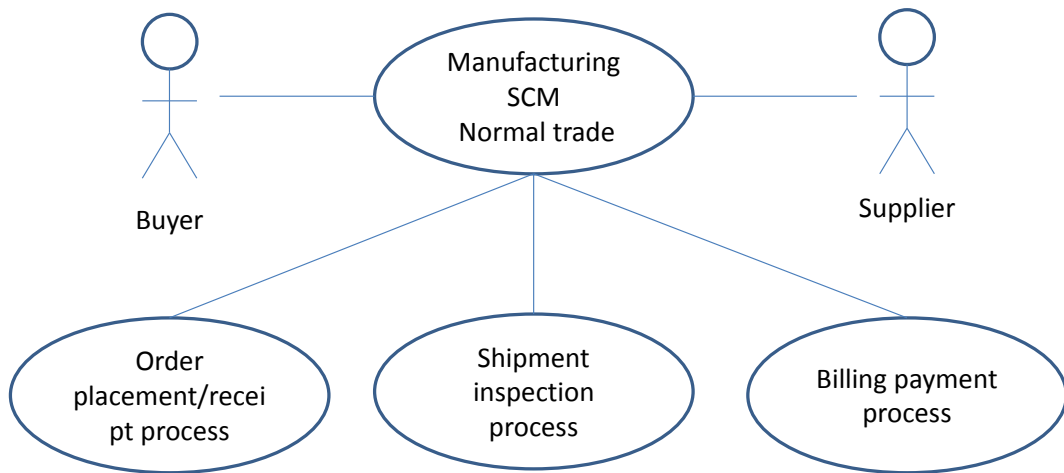 Manufacturing
SCM
Normal trade
Buyer
Supplier
Order
placement/recei
pt process
Shipment
inspection
process
Billing payment
process